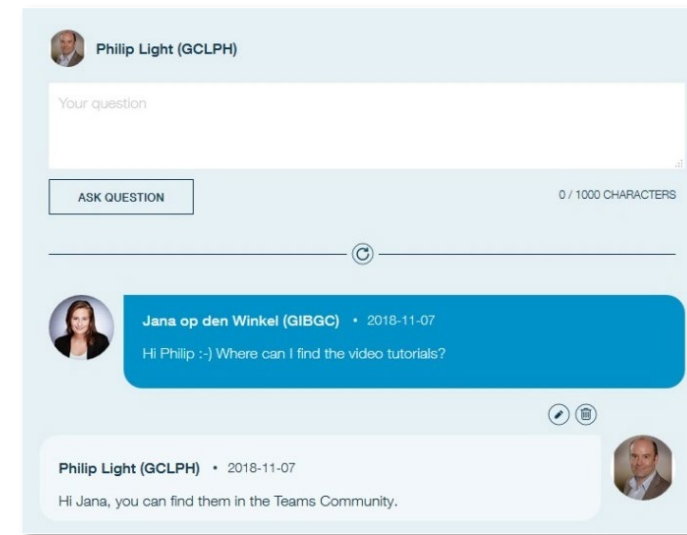 Philip Light (GCLPH)
Your question
ASK QUESTION
0 / 1000 CHARACTERS
Jana op den Winkel (GIBGC) • 2018-11-07
Hi Philip :-) Where can I find the video tutorials?
Philip Light (GCLPH) • 2018-11-07
Hi Jana, you can find them in the Teams Community.